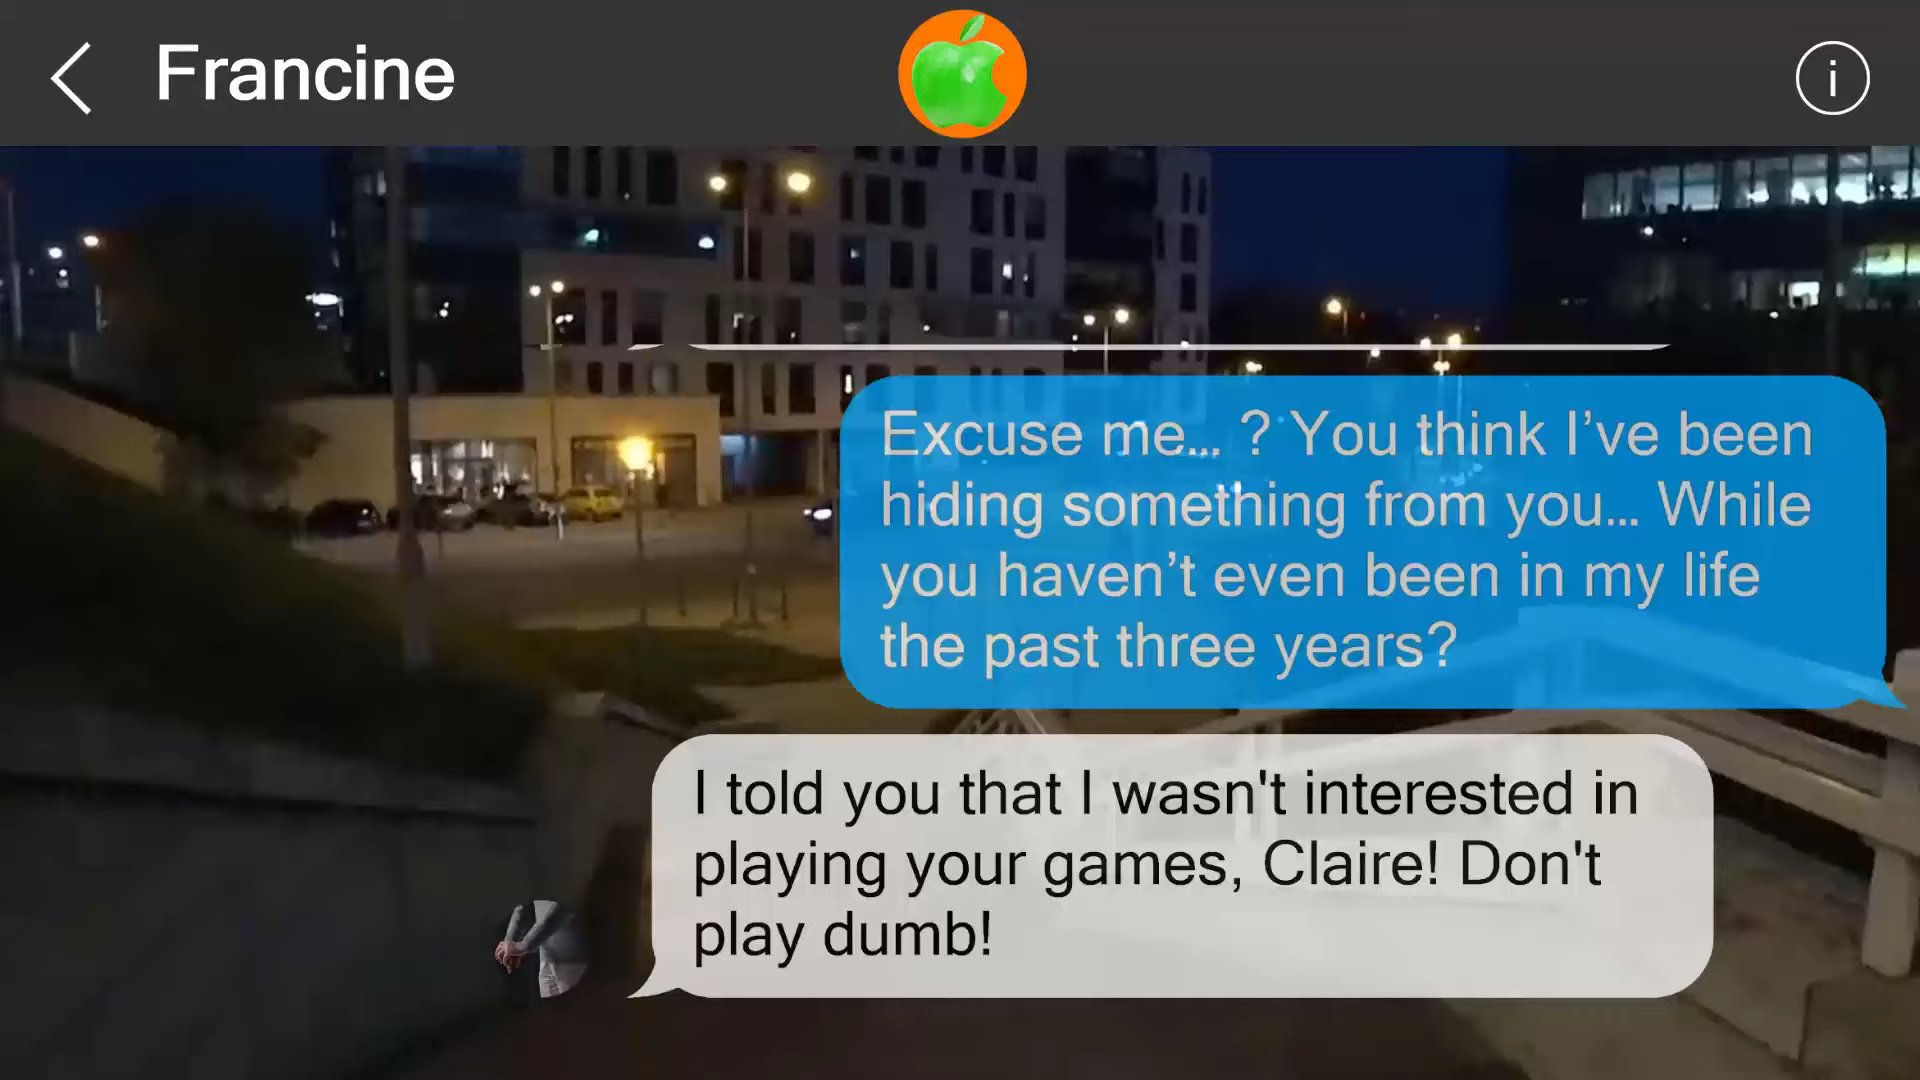 Francine
i
Excuse me... ? You think I’ve been
hiding something from you... While
you haven’t even been in my life
the past three years?
I told you that I wasn't interested in
playing your games, Claire! Don't
play dumb!